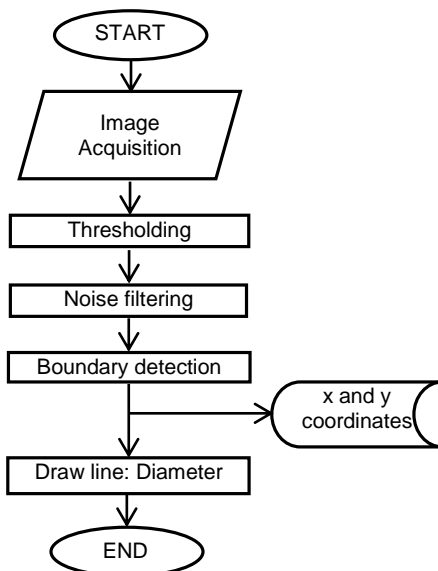 START
Image
Acquisition
Thresholding
Noise filtering
Boundary detection
x and y
coordinates
Draw line: Diameter
END